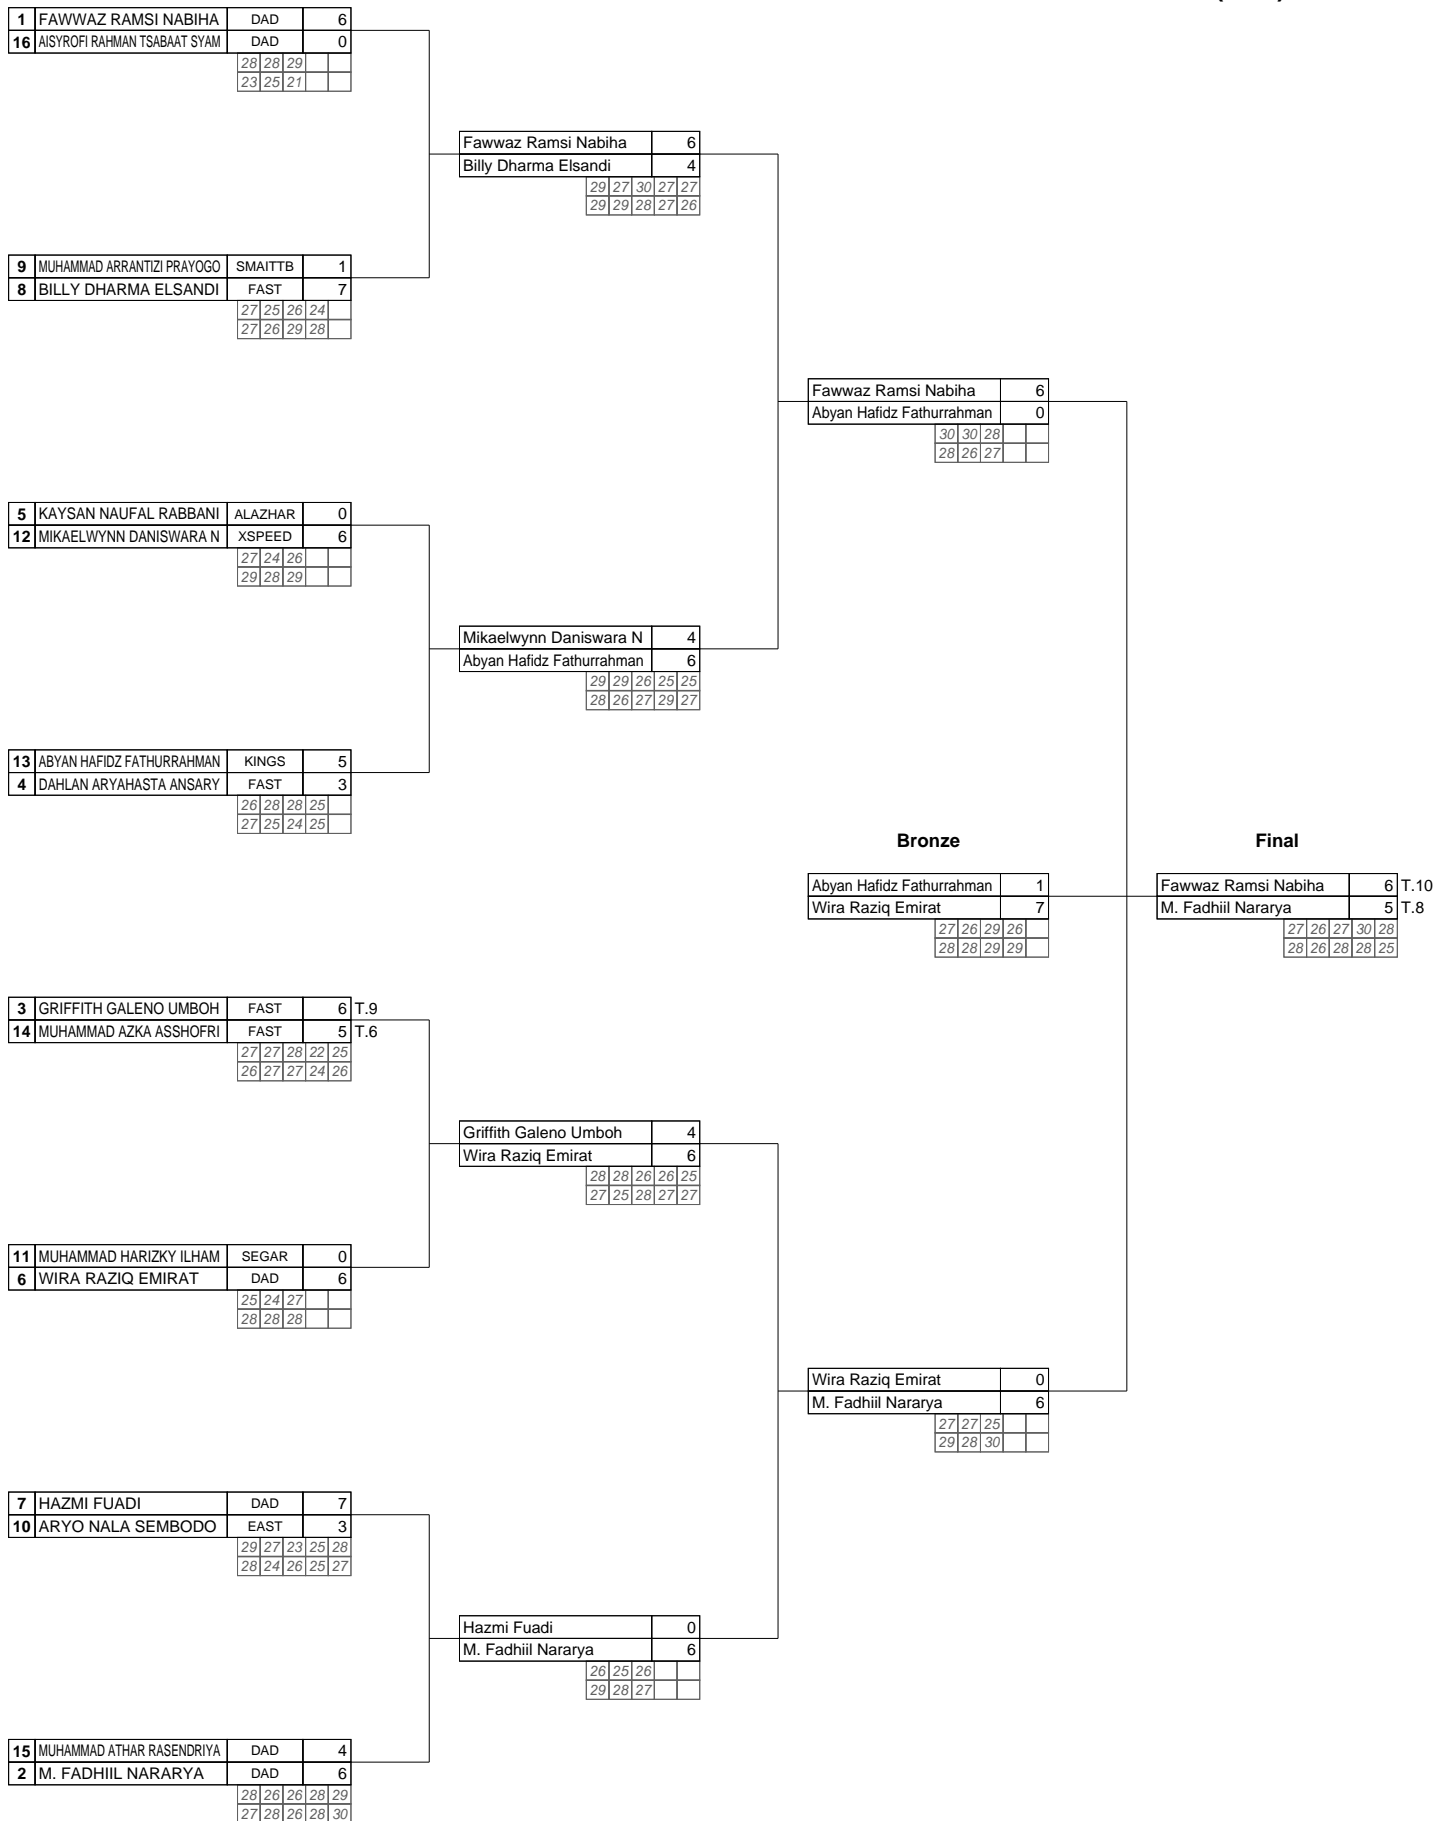 1 FAWWAZ RAMSI NABIHA DAD 6
16 AISYROFI RAHMAN TSABAAT SYAM DAD 0
28 28 29
23 25 21
Fawwaz Ramsi Nabiha 6
Billy Dharma Elsandi 4
29 27 30 27 27
29 29 28 27 26
9 MUHAMMAD ARRANTIZI PRAYOGO SMAITTB 1
8 BILLY DHARMA ELSANDI FAST 7
27 25 26 24
27 26 29 28
Fawwaz Ramsi Nabiha 6
Abyan Hafidz Fathurrahman 0
30 30 28
28 26 27
5 KAYSAN NAUFAL RABBANI ALAZHAR 0
12 MIKAELWYNN DANISWARA N XSPEED 6
27 24 26
29 28 29
Mikaelwynn Daniswara N 4
Abyan Hafidz Fathurrahman 6
29 29 26 25 25
28 26 27 29 27
13 ABYAN HAFIDZ FATHURRAHMAN KINGS 5
4 DAHLAN ARYAHASTA ANSARY FAST 3
26 28 28 25
27 25 24 25
Bronze Final
Abyan Hafidz Fathurrahman 1 Fawwaz Ramsi Nabiha 6 T.10
Wira Raziq Emirat 7 M. Fadhiil Nararya 5 T.8
27 26 29 26 27 26 27 30 28
28 28 29 29 28 26 28 28 25
3 GRIFFITH GALENO UMBOH FAST 6 T.9
14 MUHAMMAD AZKA ASSHOFRI FAST 5 T.6
27 27 28 22 25
26 27 27 24 26
Griffith Galeno Umboh 4
Wira Raziq Emirat 6
28 28 26 26 25
27 25 28 27 27
11 MUHAMMAD HARIZKY ILHAM SEGAR 0
6 WIRA RAZIQ EMIRAT DAD 6
25 24 27
28 28 28
Wira Raziq Emirat 0
M. Fadhiil Nararya 6
27 27 25
29 28 30
7 HAZMI FUADI DAD 7
10 ARYO NALA SEMBODO EAST 3
29 27 23 25 28
28 24 26 25 27
Hazmi Fuadi 0
M. Fadhiil Nararya 6
26 25 26
29 28 27
15 MUHAMMAD ATHAR RASENDRIYA DAD 4
2 M. FADHIIL NARARYA DAD 6
28 26 26 28 29
27 28 26 28 30